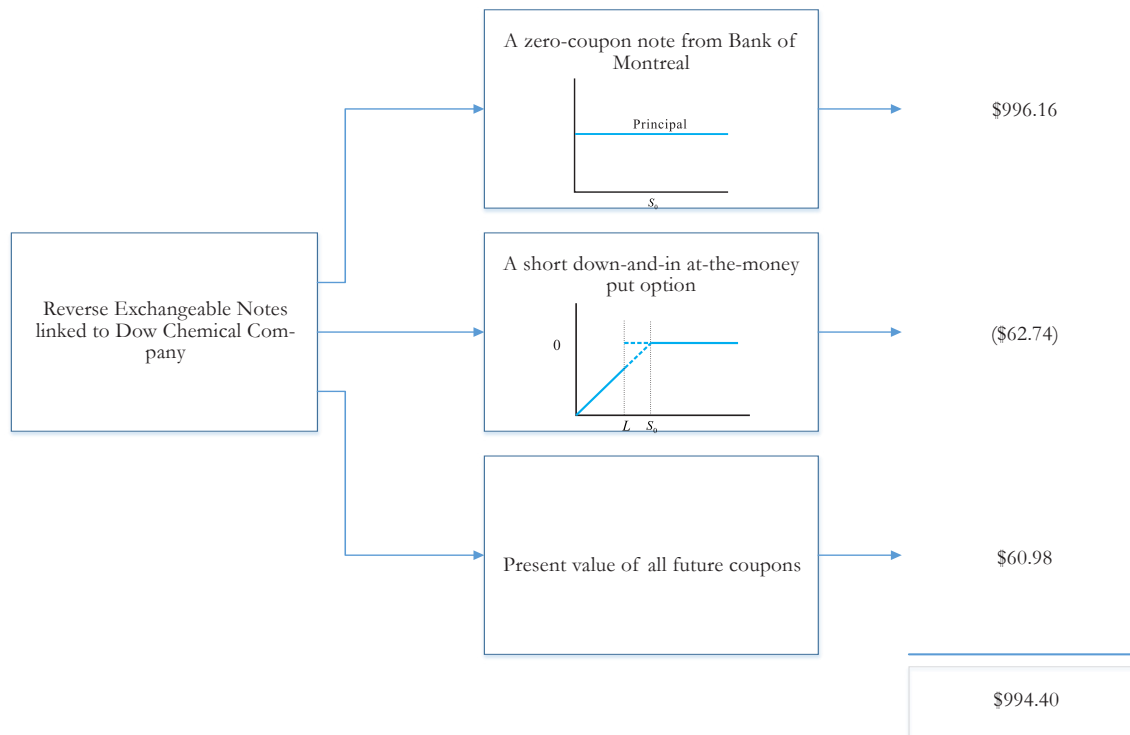 A zero-coupon note from Bank of
Montreal
Principal
S₀
$996.16
Reverse Exchangeable Notes
linked to Dow Chemical Com-
pany
A short down-and-in at-the-money
put option
0
L S₀
($62.74)
Present value of all future coupons
$60.98
$994.40